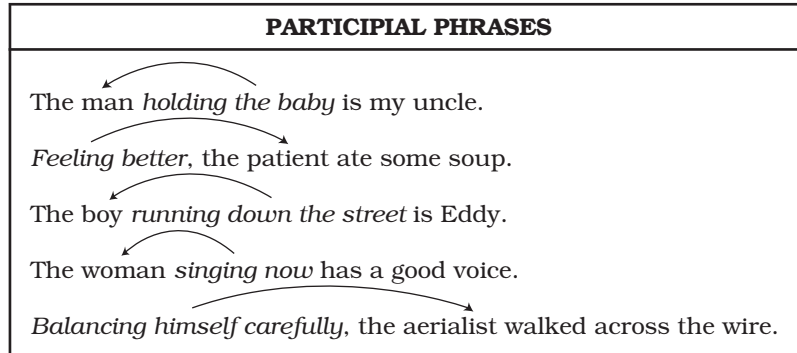 PARTICIPIAL PHRASES
The man holding the baby is my uncle.
Feeling better, the patient ate some soup.
The boy running down the street is Eddy.
The woman singing now has a good voice.
Balancing himself carefully, the aerialist walked across the wire.